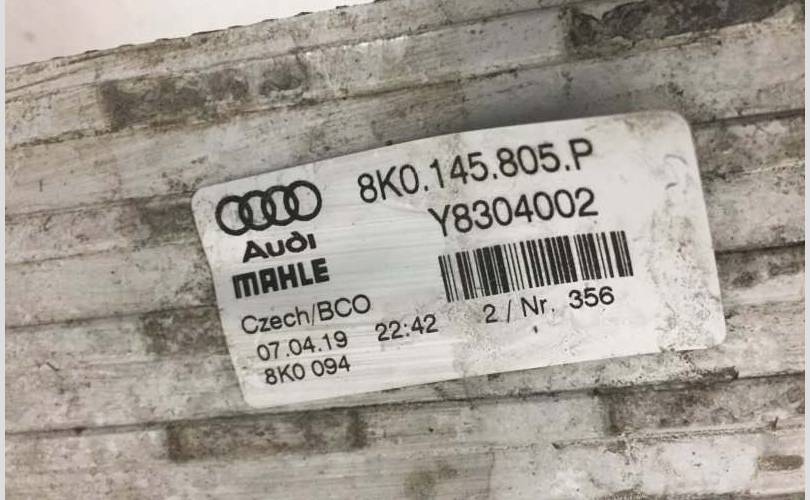 8K0.145.805.P
Y8304002
Audi
MAHLE
Czech/BCO
07.04.19 22:42
2 / Nr. 356
8K0 094